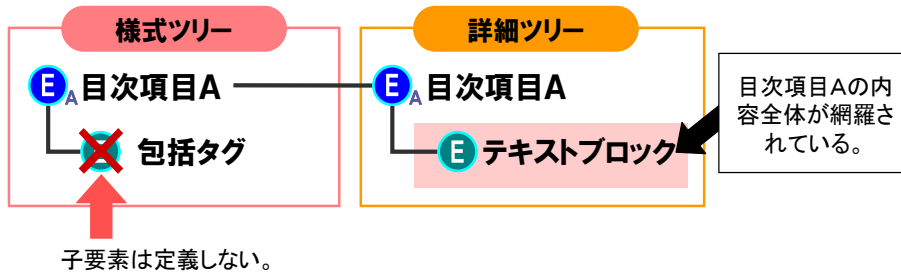 様式ツリー
詳細ツリー
E A 目次項目A
E A 目次項目A
包括タグ
E テキストブロック
目次項目Aの内
容全体が網羅さ
れている。
子要素は定義しない。